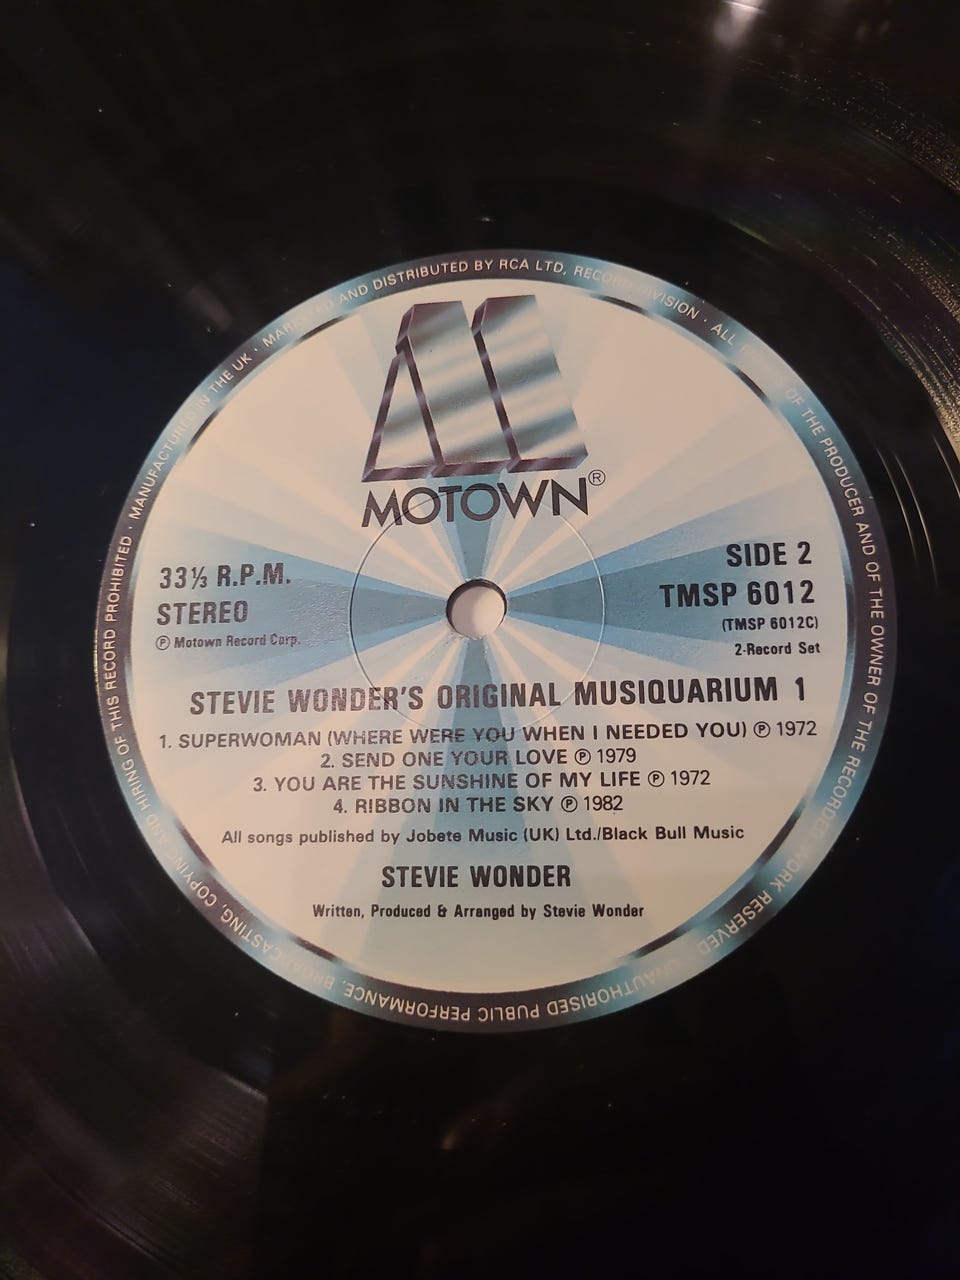 MANUFACTURED IN THE UK · MARKETED AND DISTRIBUTED BY RCA LTD, RECORD DIVISION · ALL OF THE PRODUCER AND OF THE OWNER OF THE RECORDED WORK RESERVED UNAUTHORISED PUBLIC PERFORMANCE, BROADCASTING, COPYING AND HIRING OF THIS RECORD PROHIBITED ·
MOTOWN®
33⅓ R.P.M.
STEREO
℗ Motown Record Corp.
SIDE 2
TMSP 6012
(TMSP 6012C)
2-Record Set
STEVIE WONDER'S ORIGINAL MUSIQUARIUM 1
1. SUPERWOMAN (WHERE WERE YOU WHEN I NEEDED YOU) ℗ 1972
2. SEND ONE YOUR LOVE ℗ 1979
3. YOU ARE THE SUNSHINE OF MY LIFE ℗ 1972
4. RIBBON IN THE SKY ℗ 1982
All songs published by Jobete Music (UK) Ltd./Black Bull Music
STEVIE WONDER
Written, Produced & Arranged by Stevie Wonder